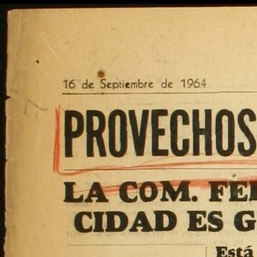 16 de Septiembre de 1964
PROVECHOS
LA COM. FE
CIDAD ES G
Está